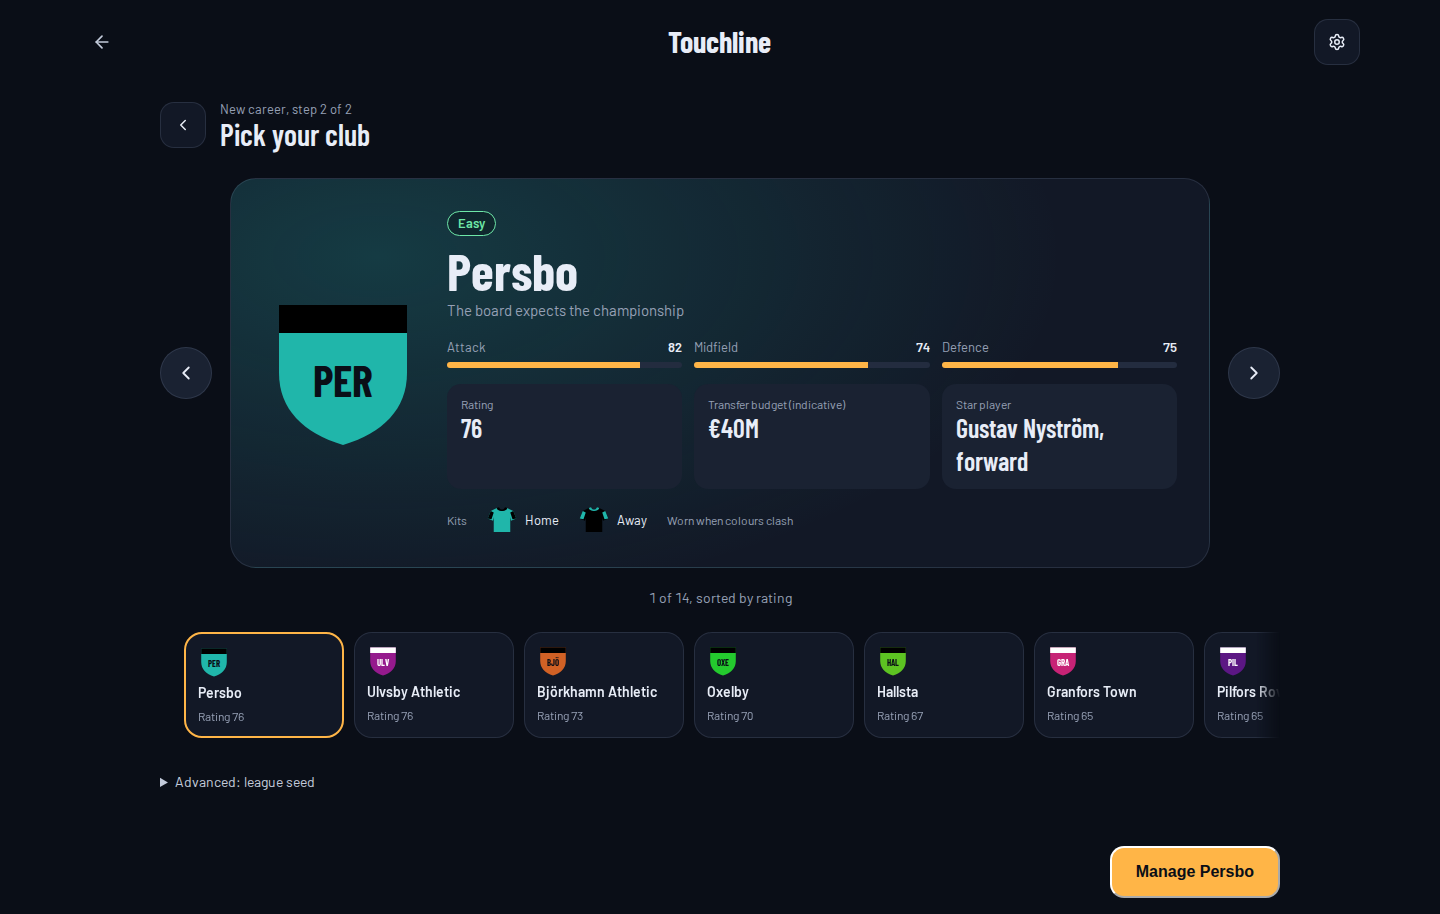 Touchline
New career, step 2 of 2
Pick your club
Easy
Persbo
The board expects the championship
PER
Attack 82 Midfield 74 Defence 75
Rating
76
Transfer budget (indicative)
€40M
Star player
Gustav Nyström,
forward
Kits Home Away Worn when colours clash
1 of 14, sorted by rating
PER
Persbo
Rating 76
ULV
Ulvsby Athletic
Rating 76
BJÖ
Björkhamn Athletic
Rating 73
OXE
Oxelby
Rating 70
HAL
Hallsta
Rating 67
GRA
Granfors Town
Rating 65
PIL
Pilfors Ro
Rating 65
Advanced: league seed
Manage Persbo